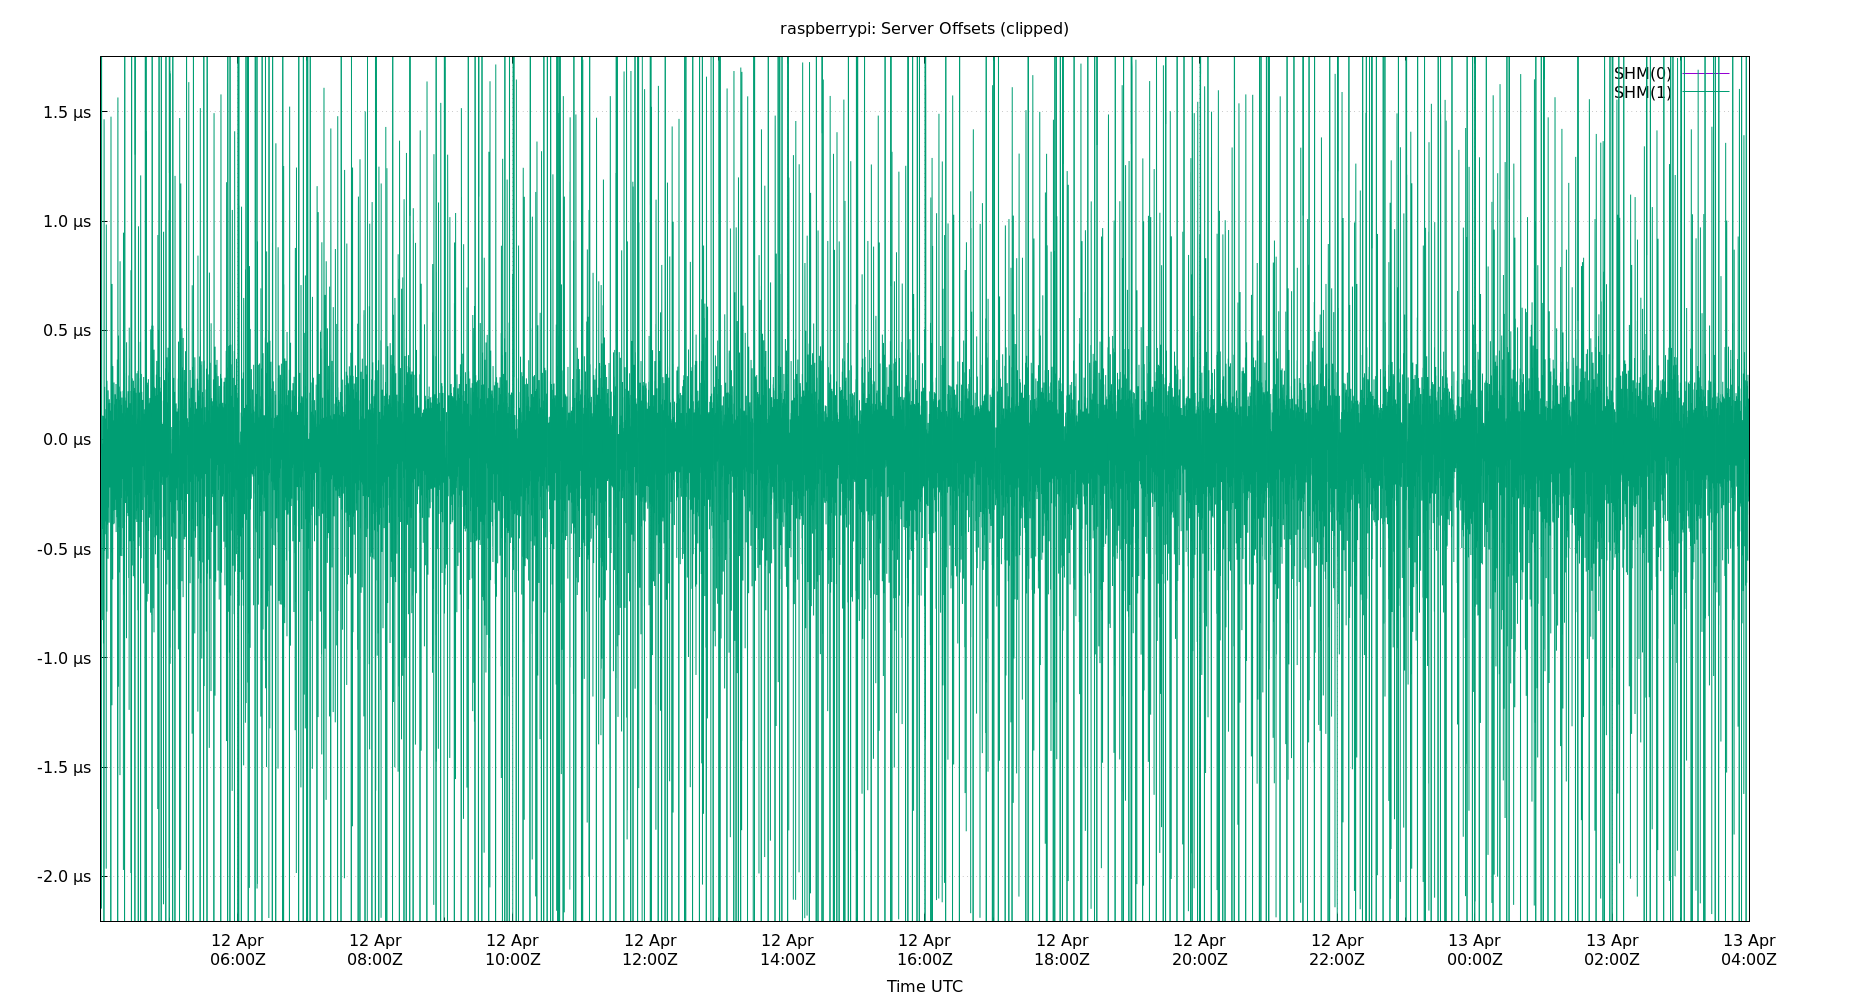 raspberrypi: Server Offsets (clipped)
SHM(0)
SHM(1)
1.5 µs
1.0 µs
0.5 µs
0.0 µs
-0.5 µs
-1.0 µs
-1.5 µs
-2.0 µs
12 Apr 12 Apr 12 Apr 12 Apr 12 Apr 12 Apr 12 Apr 12 Apr 12 Apr 13 Apr 13 Apr 13 Apr
06:00Z 08:00Z 10:00Z 12:00Z 14:00Z 16:00Z 18:00Z 20:00Z 22:00Z 00:00Z 02:00Z 04:00Z
Time UTC